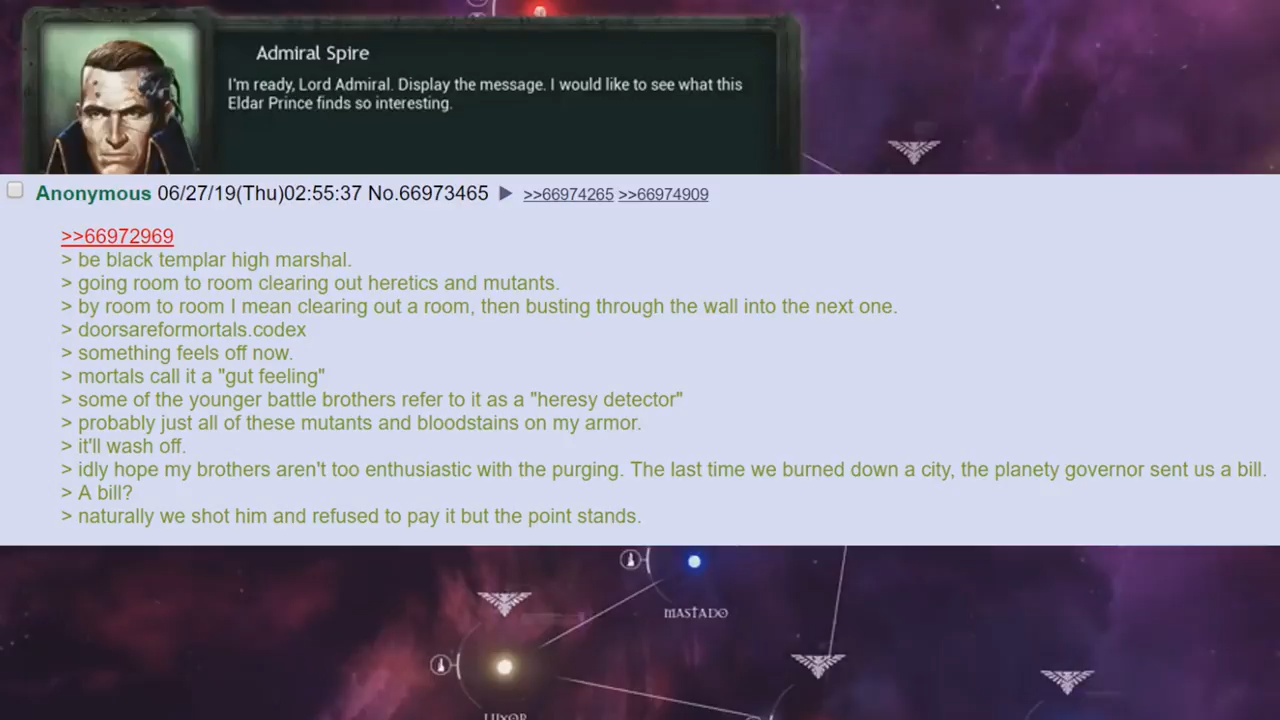 Admiral Spire
I'm ready, Lord Admiral. Display the message. I would like to see what this
Eldar Prince finds so interesting.
Anonymous 06/27/19(Thu)02:55:37 No.66973465 ▶ >>66974265 >>66974909
>>66972969
> be black templar high marshal.
> going room to room clearing out heretics and mutants.
> by room to room I mean clearing out a room, then busting through the wall into the next one.
> doorsareformortals.codex
> something feels off now.
> mortals call it a "gut feeling"
> some of the younger battle brothers refer to it as a "heresy detector"
> probably just all of these mutants and bloodstains on my armor.
> it'll wash off.
> idly hope my brothers aren't too enthusiastic with the purging. The last time we burned down a city, the planety governor sent us a bill.
> A bill?
> naturally we shot him and refused to pay it but the point stands.
MASTADO
LUXOR